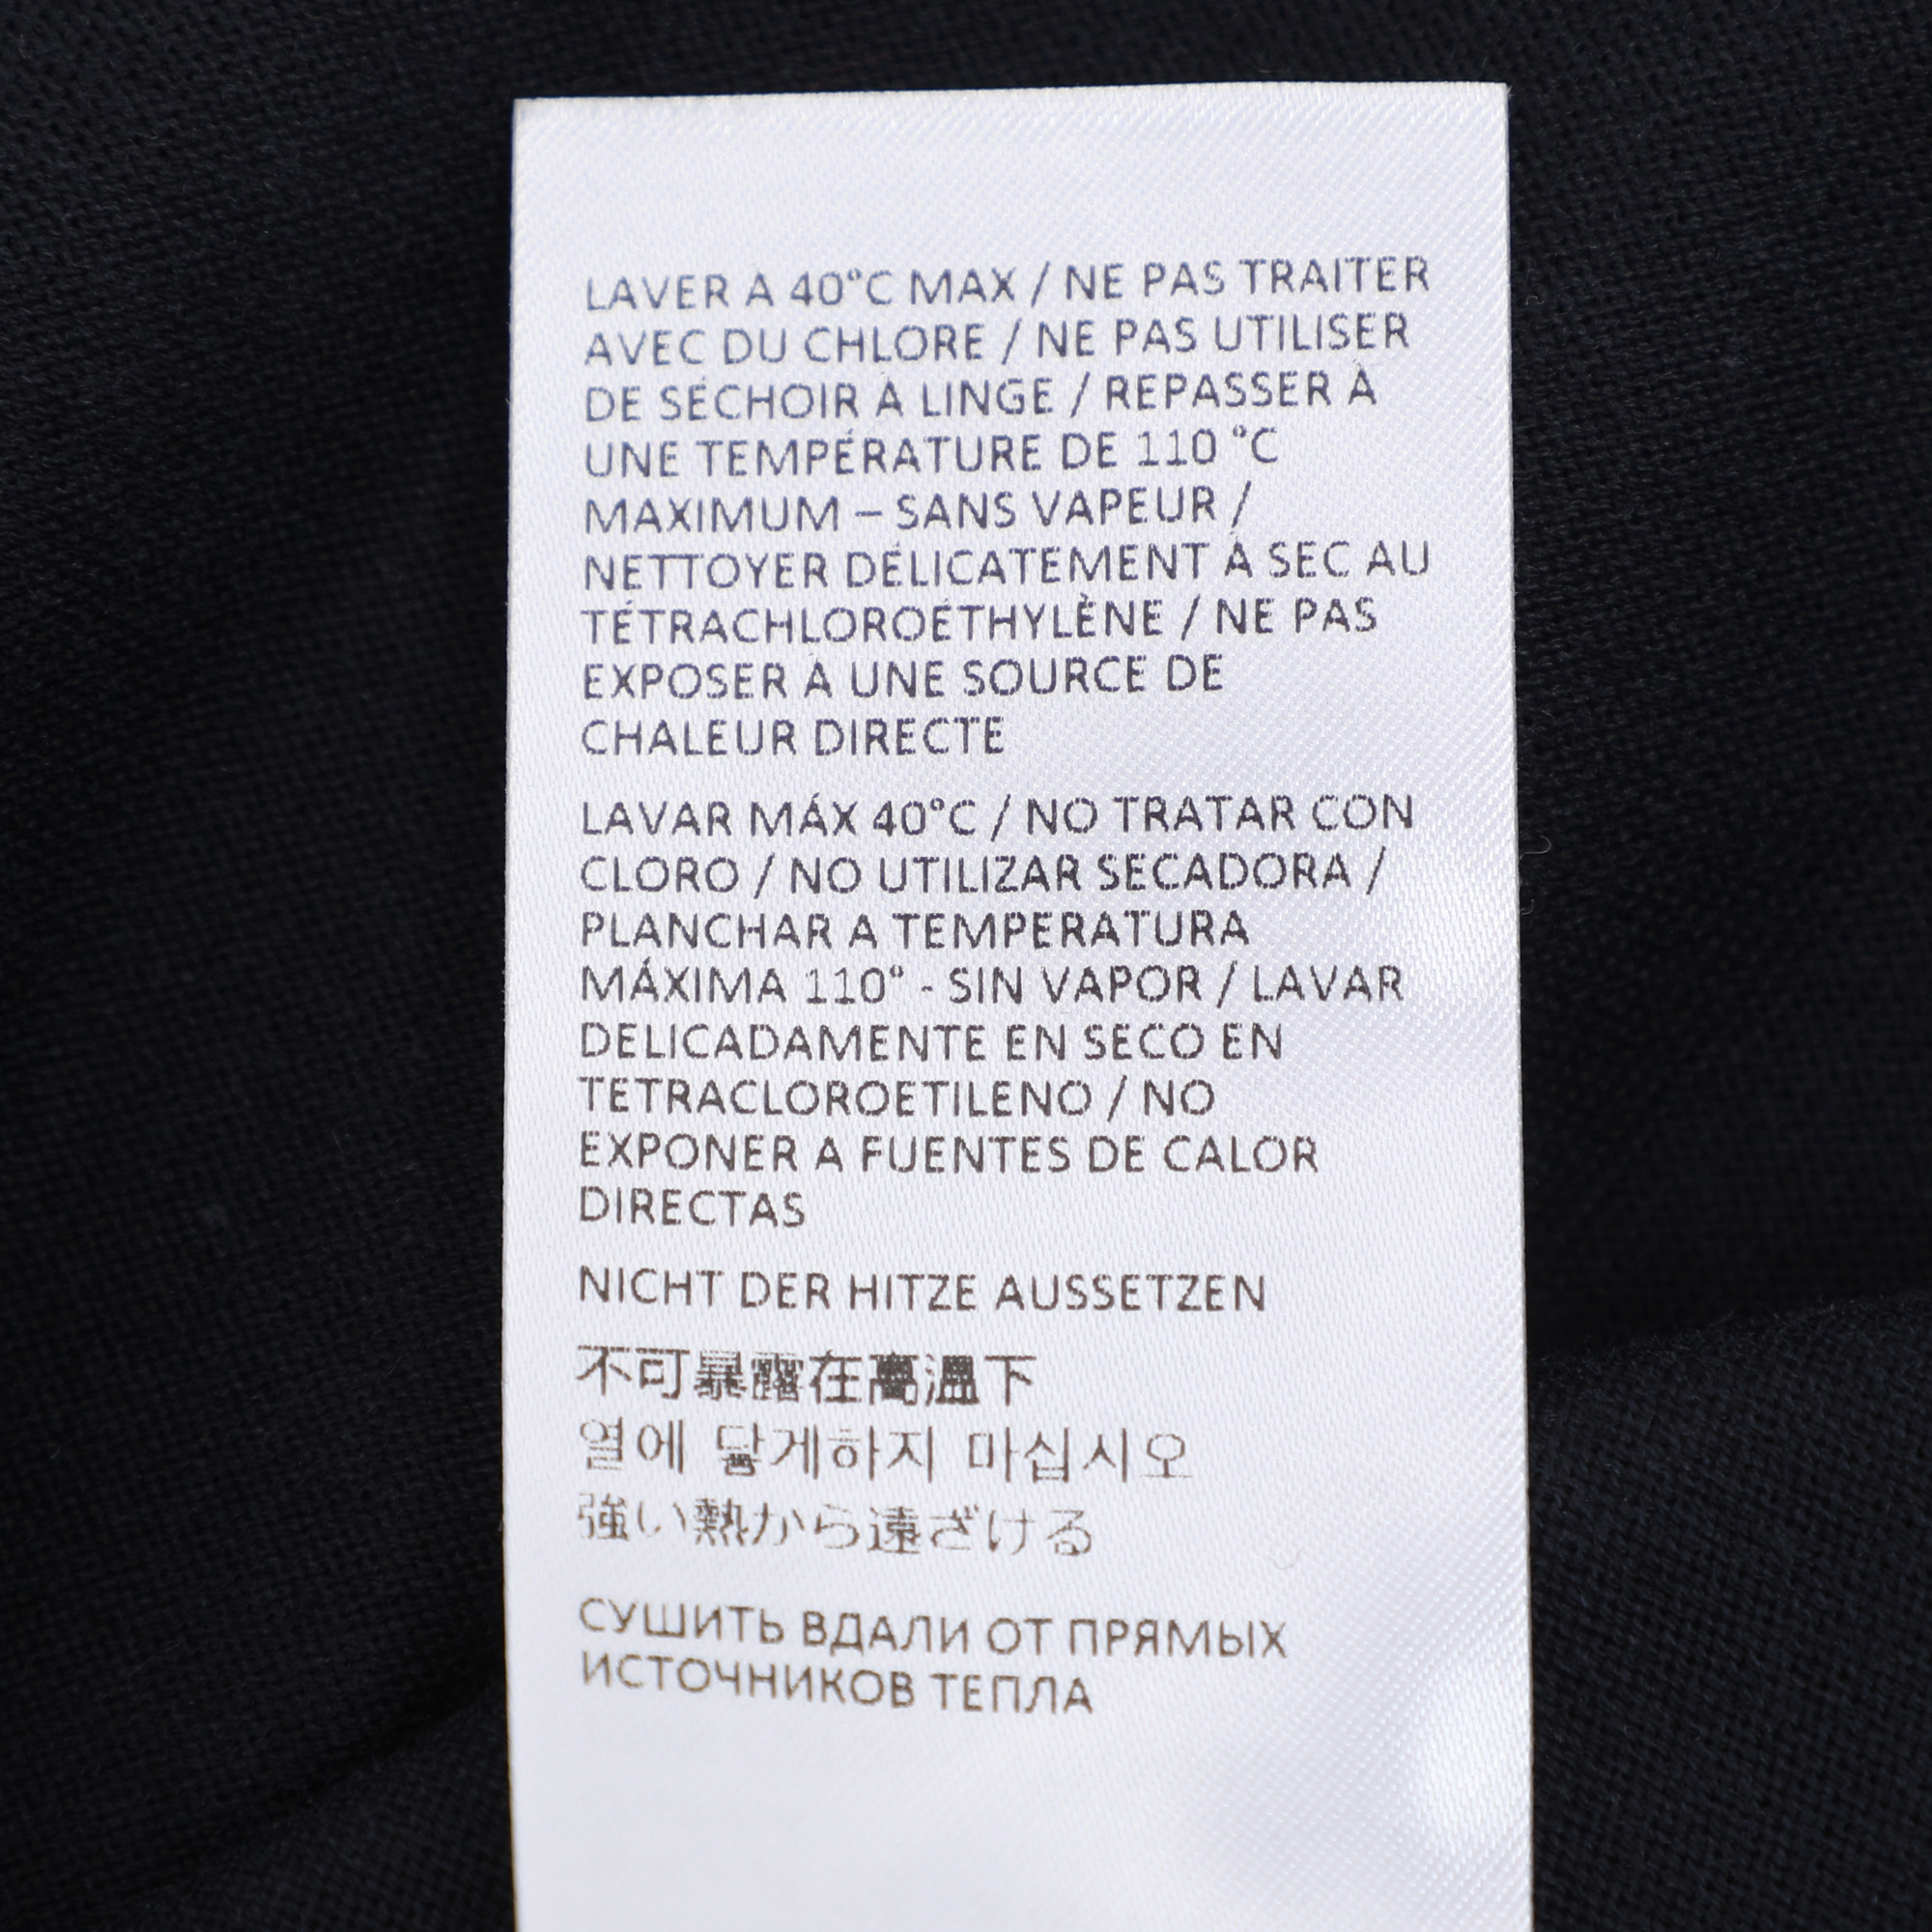 LAVER A 40°C MAX / NE PAS TRAITER
AVEC DU CHLORE / NE PAS UTILISER
DE SÉCHOIR À LINGE / REPASSER À
UNE TEMPÉRATURE DE 110 °C
MAXIMUM – SANS VAPEUR /
NETTOYER DÉLICATEMENT À SEC AU
TÉTRACHLOROÉTHYLÈNE / NE PAS
EXPOSER À UNE SOURCE DE
CHALEUR DIRECTE
LAVAR MÁX 40°C / NO TRATAR CON
CLORO / NO UTILIZAR SECADORA /
PLANCHAR A TEMPERATURA
MÁXIMA 110° - SIN VAPOR / LAVAR
DELICADAMENTE EN SECO EN
TETRACLOROETILENO / NO
EXPONER A FUENTES DE CALOR
DIRECTAS
NICHT DER HITZE AUSSETZEN
不可暴露在高溫下
열에 닿게하지 마십시오
強い熱から遠ざける
СУШИТЬ ВДАЛИ ОТ ПРЯМЫХ
ИСТОЧНИКОВ ТЕПЛА